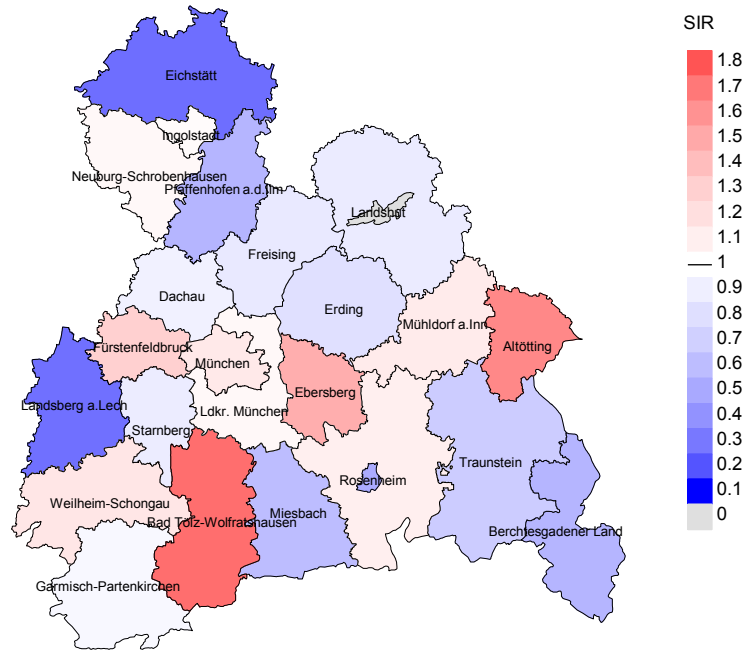 SIR
1.8
1.7
1.6
1.5
1.4
1.3
1.2
1.1
1
0.9
0.8
0.7
0.6
0.5
0.4
0.3
0.2
0.1
0
Eichstätt
Ingolstadt
Neuburg-Schrobenhausen
Pfaffenhofen a.d.Ilm
Landshut
Freising
Dachau
Erding
Mühldorf a.Inn
Altötting
Fürstenfeldbruck
München
Ebersberg
Landsberg a.Lech
Ldkr. München
Starnberg
Traunstein
Rosenheim
Weilheim-Schongau
Miesbach
Bad Tölz-Wolfratshausen
Berchtesgadener Land
Garmisch-Partenkirchen